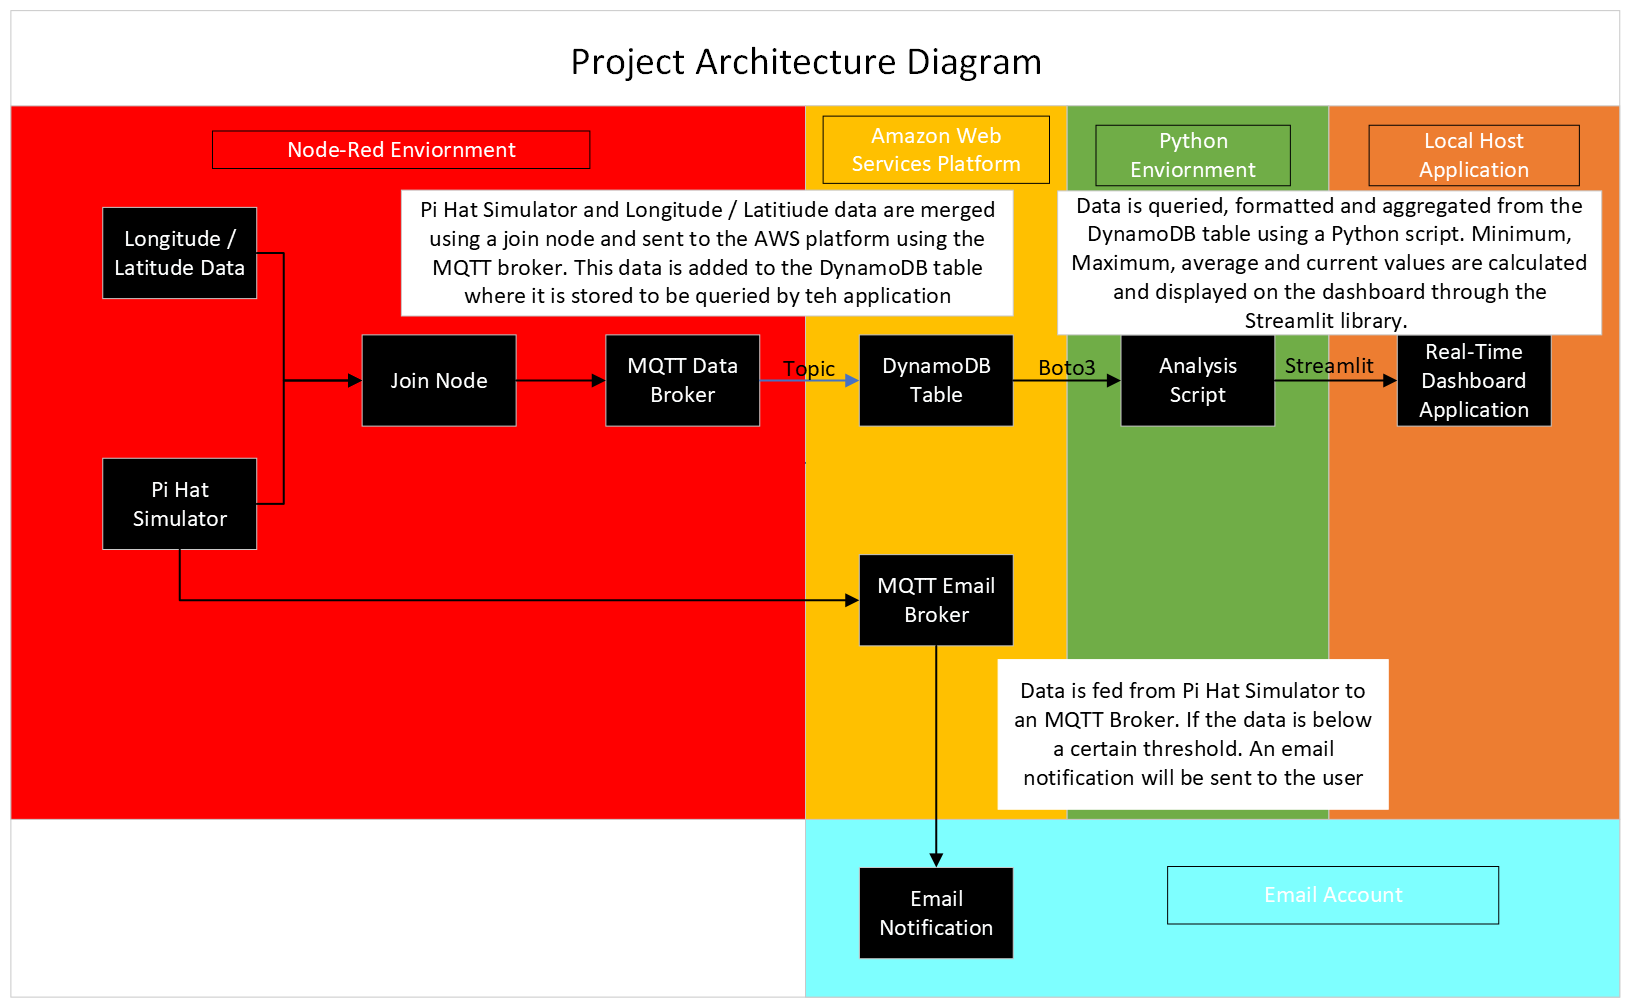 Project Architecture Diagram
Node-Red Enviornment
Amazon Web
Services Platform
Python
Enviornment
Local Host
Application
Pi Hat Simulator and Longitude / Latitiude data are merged
using a join node and sent to the AWS platform using the
MQTT broker. This data is added to the DynamoDB table
where it is stored to be queried by teh application
Data is queried, formatted and aggregated from the
DynamoDB table using a Python script. Minimum,
Maximum, average and current values are calculated
and displayed on the dashboard through the
Streamlit library.
Longitude /
Latitude Data
Join Node
MQTT Data
Broker
Topic
DynamoDB
Table
Boto3
Analysis
Script
Streamlit
Real-Time
Dashboard
Application
Pi Hat
Simulator
MQTT Email
Broker
Data is fed from Pi Hat Simulator to
an MQTT Broker. If the data is below
a certain threshold. An email
notification will be sent to the user
Email
Notification
Email Account